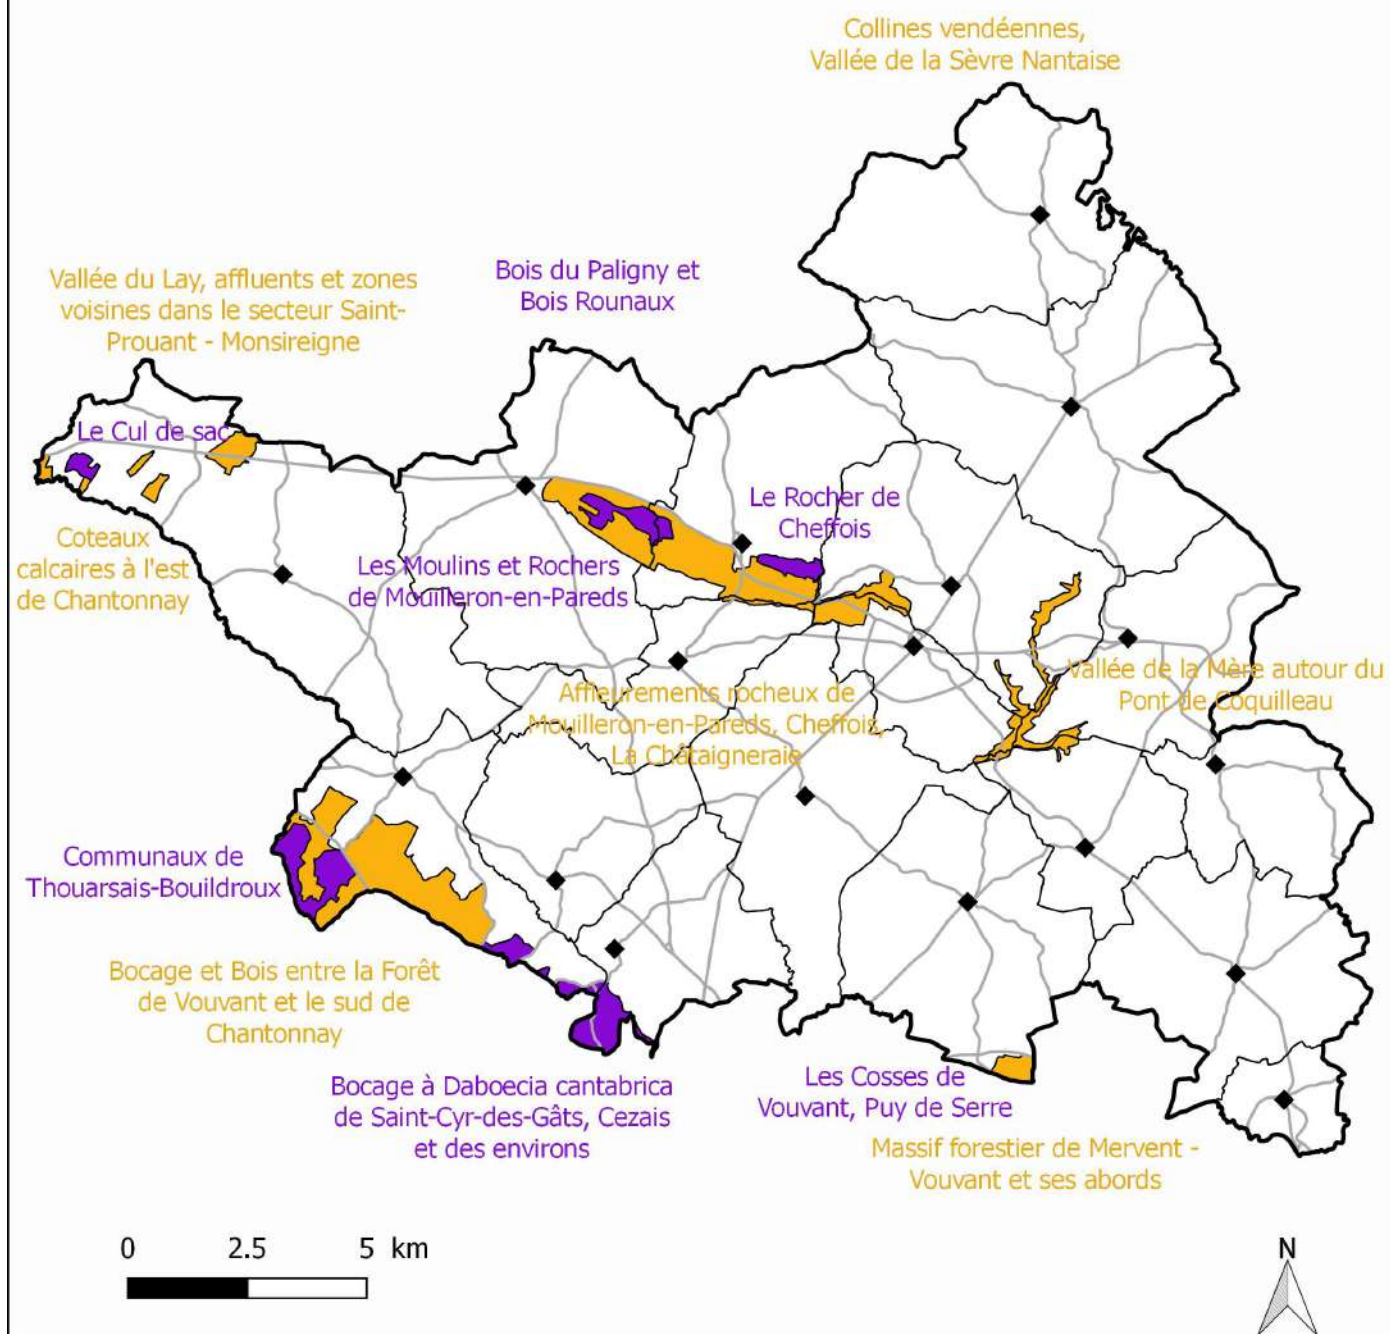 Collines vendéennes,
Vallée de la Sèvre Nantaise
Vallée du Lay, affluents et zones
voisines dans le secteur Saint-
Prouant - Monsireigne
Bois du Paligny et
Bois Rounaux
Le Cul de sac
Le Rocher de
Cheffois
Coteaux
calcaires à l'est
de Chantonnay
Les Moulins et Rochers
de Mouilleron-en-Pareds
Affleurements rocheux de
Mouilleron-en-Pareds, Cheffois,
La Châtaigneraie
Vallée de la Mère autour du
Pont de Coquilleau
Communaux de
Thouarsais-Bouildroux
Bocage et Bois entre la Forêt
de Vouvant et le sud de
Chantonnay
Bocage à Daboecia cantabrica
de Saint-Cyr-des-Gâts, Cezais
et des environs
Les Cosses de
Vouvant, Puy de Serre
Massif forestier de Mervent -
Vouvant et ses abords
0 2.5 5 km
N